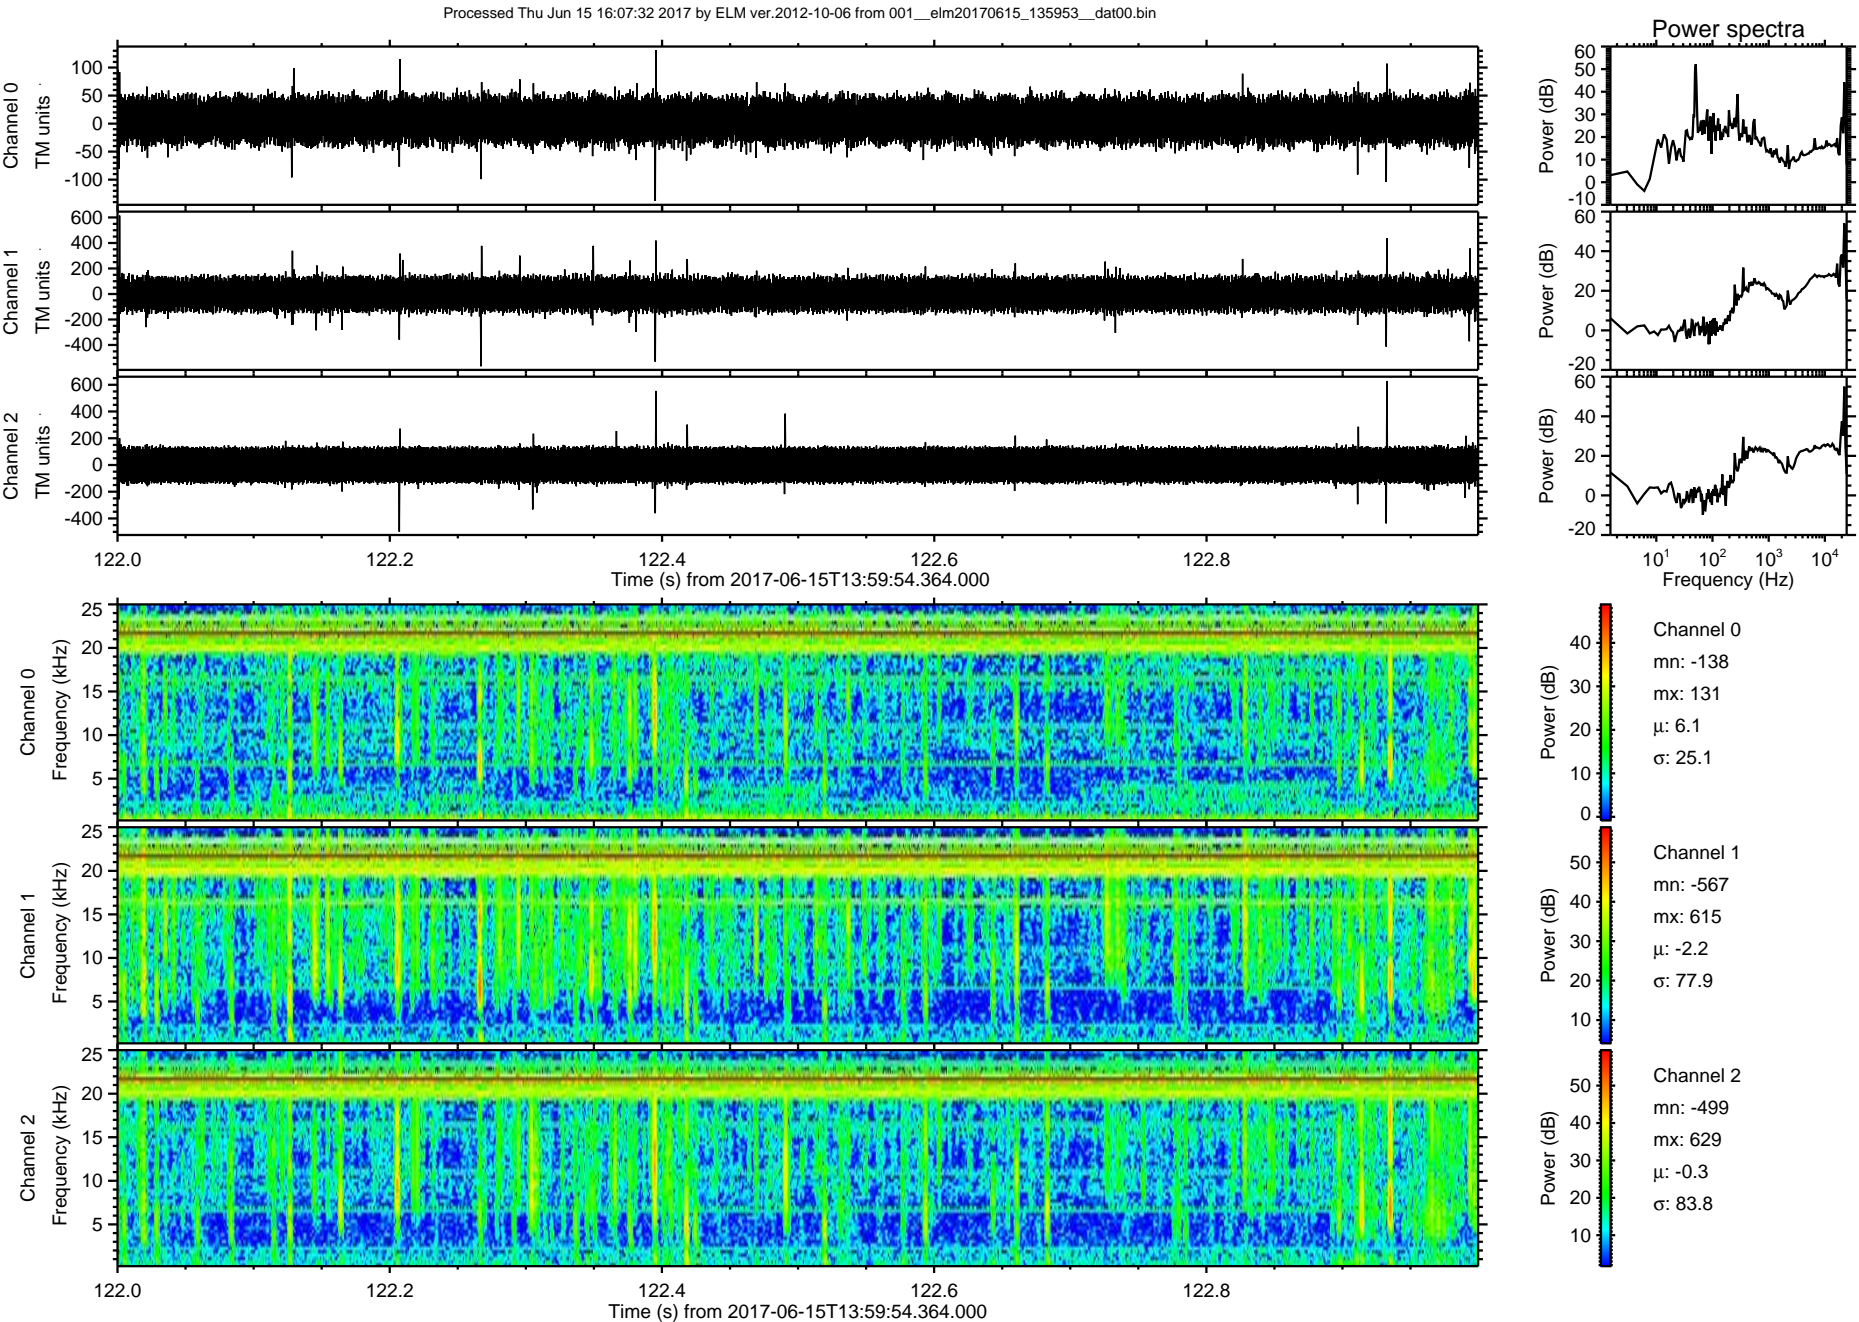 Processed Thu Jun 15 16:07:32 2017 by ELM ver.2012-10-06 from 001__elm20170615_135953__dat00.bin
Power spectra
Channel 0
TM units
100
50
0
-50
-100
Power (dB)
60
50
40
30
20
10
0
-10
Channel 1
TM units
600
400
200
0
-200
-400
Power (dB)
60
40
20
0
-20
Channel 2
TM units
600
400
200
0
-200
-400
Power (dB)
60
40
20
0
-20
122.0 122.2 122.4 122.6 122.8
Time (s) from 2017-06-15T13:59:54.364.000
10¹ 10² 10³ 10⁴
Frequency (Hz)
Channel 0
Frequency (kHz)
25
20
15
10
5
Power (dB)
40
30
20
10
0
Channel 0
mn: -138
mx: 131
μ: 6.1
σ: 25.1
Channel 1
Frequency (kHz)
25
20
15
10
5
Power (dB)
50
40
30
20
10
Channel 1
mn: -567
mx: 615
μ: -2.2
σ: 77.9
Channel 2
Frequency (kHz)
25
20
15
10
5
Power (dB)
50
40
30
20
10
Channel 2
mn: -499
mx: 629
μ: -0.3
σ: 83.8
122.0 122.2 122.4 122.6 122.8
Time (s) from 2017-06-15T13:59:54.364.000